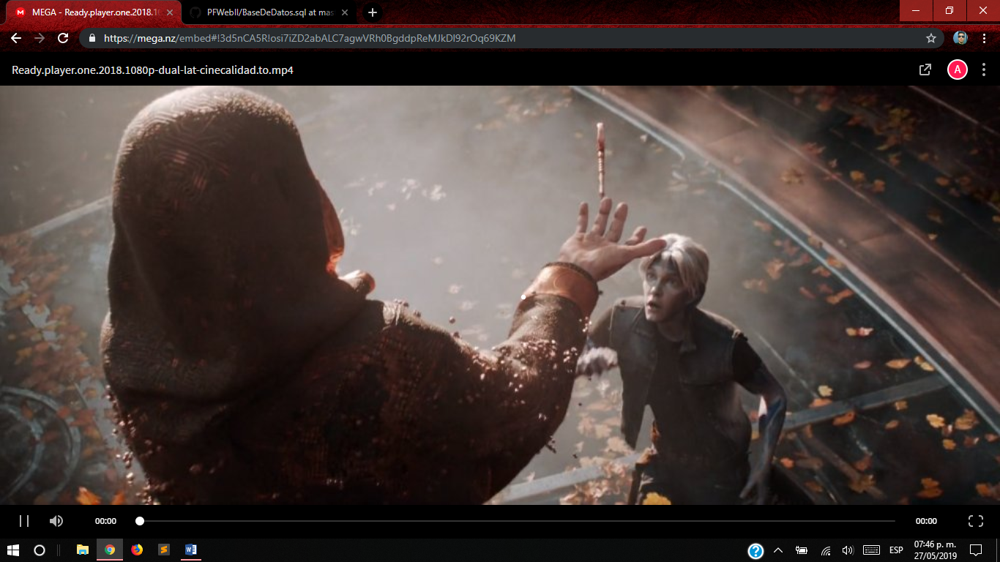 MEGA - Ready.player.one.2018.1
PFWebII/BaseDeDatos.sql at mas
https://mega.nz/embed#!3d5nCA5R!osi7iZD2abALC7agwVRh0BgddpReMJkDl92rOq69KZM
Ready.player.one.2018.1080p-dual-lat-cinecalidad.to.mp4
A
00:00
00:00
ESP
07:46 p. m.
27/05/2019